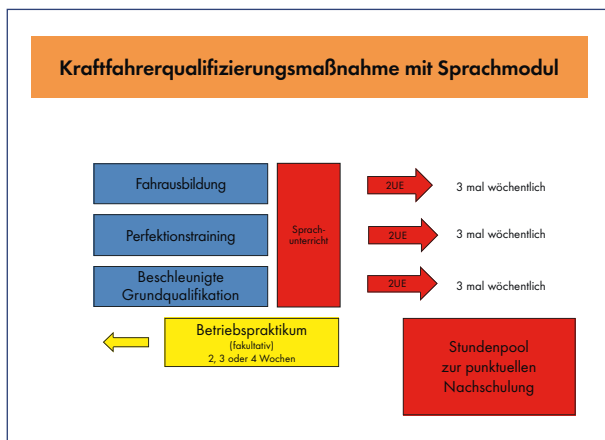 Kraftfahrerqualifizierungsmaßnahme mit Sprachmodul
Fahrausbildung
Sprach-
unterricht
2UE
3 mal wöchentlich
Perfektionstraining
2UE
3 mal wöchentlich
Beschleunigte
Grundqualifikation
2UE
3 mal wöchentlich
Betriebspraktikum
(fakultativ)
2, 3 oder 4 Wochen
Stundenpool
zur punktuellen
Nachschulung